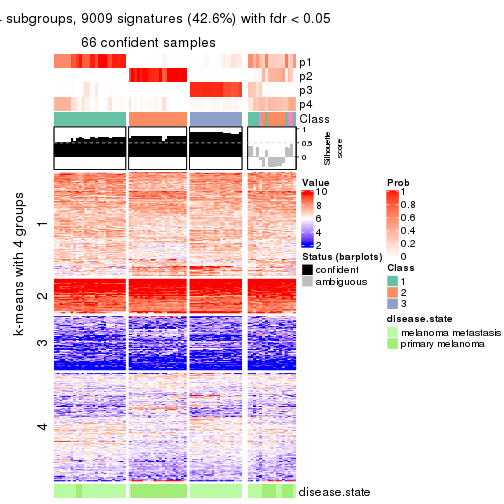 subgroups, 9009 signatures (42.6%) with fdr < 0.05
66 confident samples
p1
p2
p3
p4
Class
1
0.5
0
Silhouette
score
k-means with 4 groups
1
2
3
4
Value
10
8
6
4
2
Status (barplots)
confident
ambiguous
Prob
1
0.8
0.6
0.4
0.2
0
Class
1
2
3
disease.state
melanoma metastasis
primary melanoma
disease.state